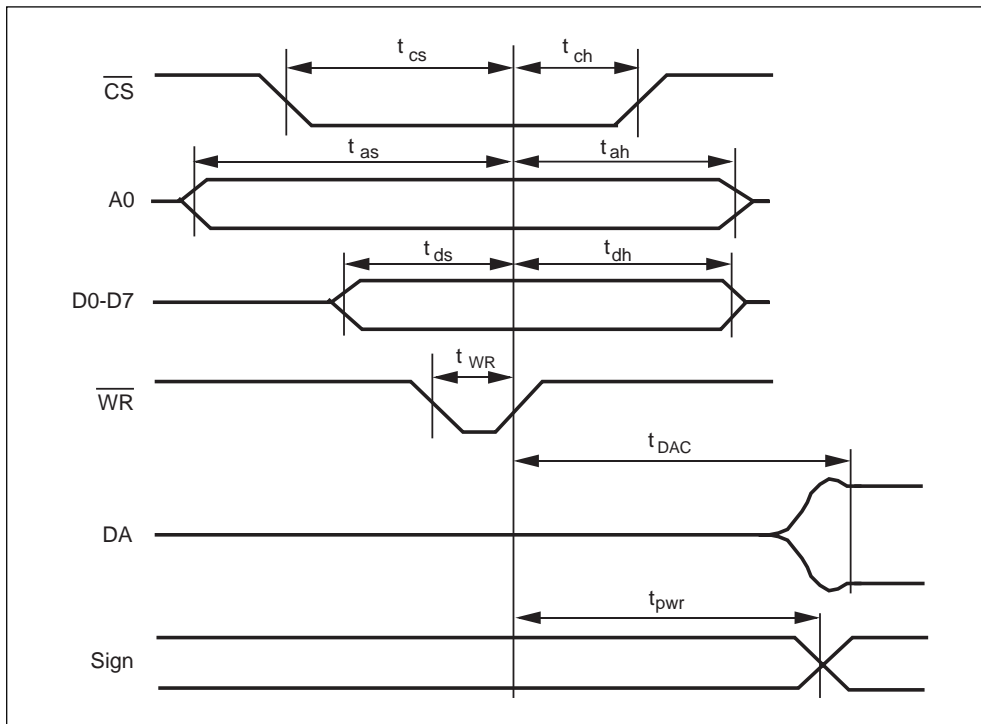 t cs
t ch
CS
t as
t ah
A0
t ds
t dh
D0-D7
t WR
WR
t DAC
DA
t pwr
Sign